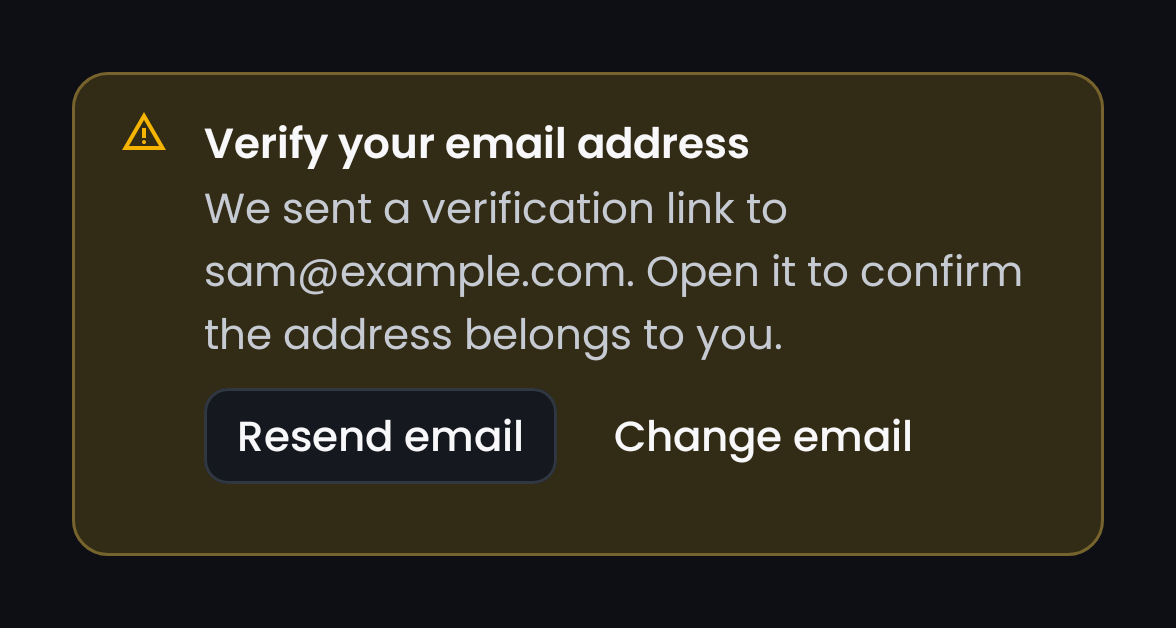 Verify your email address
We sent a verification link to
sam@example.com. Open it to confirm
the address belongs to you.
Resend email
Change email